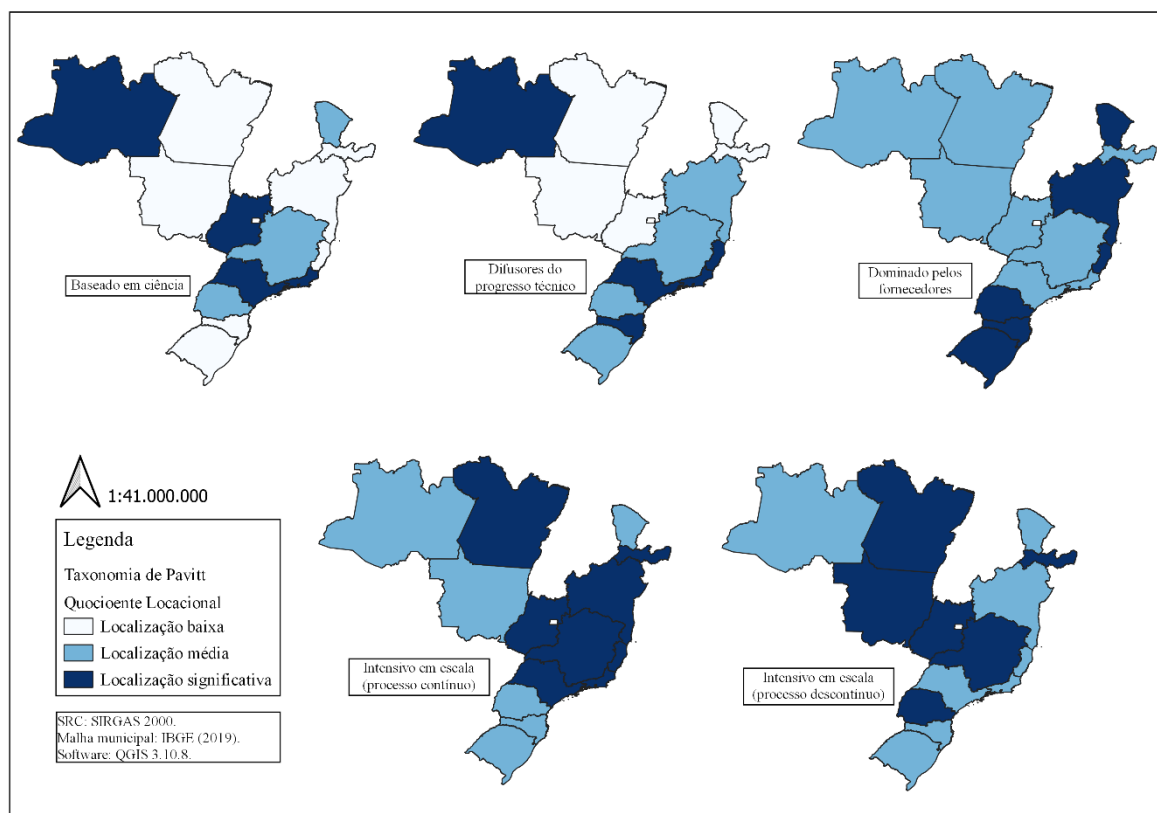 Baseado em ciência
Difusores do
progresso técnico
Dominado pelos
fornecedores
1:41.000.000
Legenda
Taxonomia de Pavitt
Quocioente Locacional
Localização baixa
Localização média
Localização significativa
SRC: SIRGAS 2000.
Malha municipal: IBGE (2019).
Software: QGIS 3.10.8.
Intensivo em escala
(processo contínuo)
Intensivo em escala
(processo descontínuo)